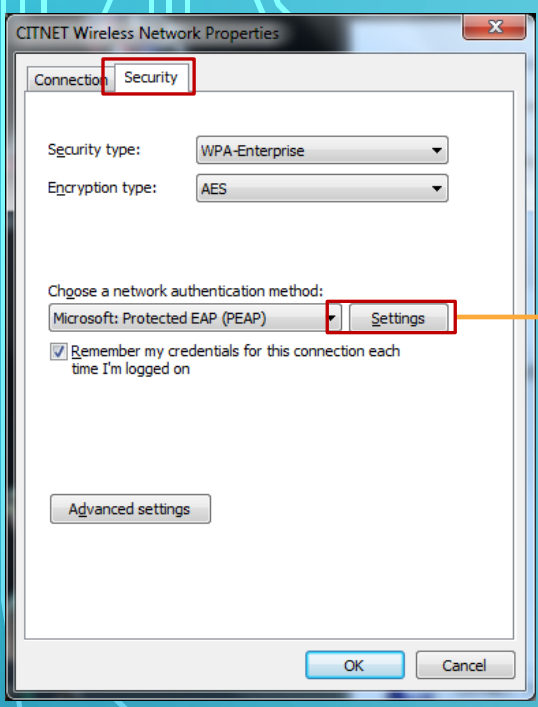 CITNET Wireless Network Properties
Connection Security
Security type: WPA-Enterprise
Encryption type: AES
Choose a network authentication method:
Microsoft: Protected EAP (PEAP) Settings
Remember my credentials for this connection each
time I'm logged on
Advanced settings
OK Cancel